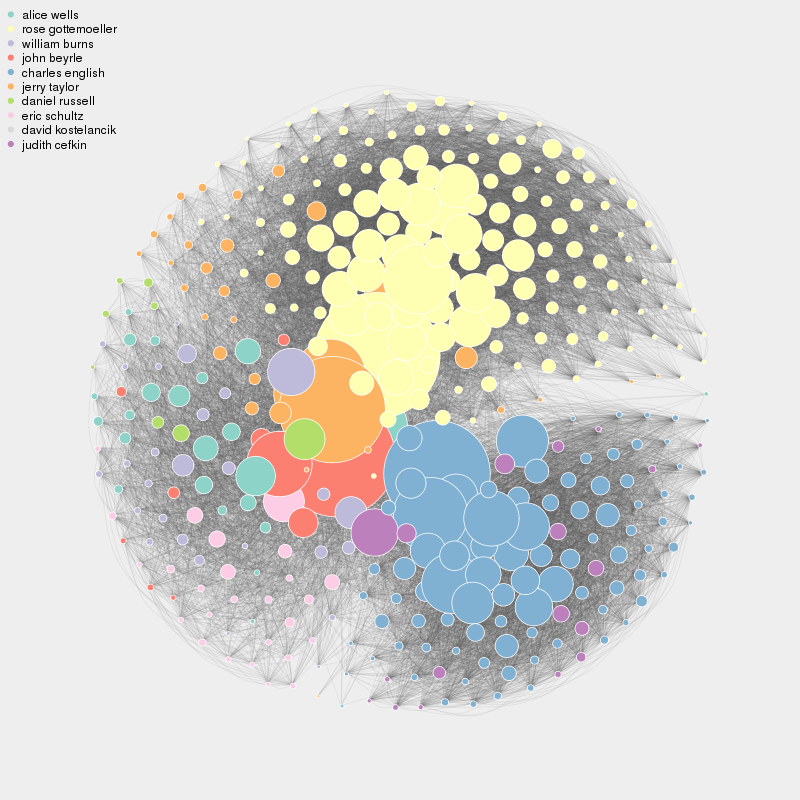 alice wells
rose gottemoeller
william burns
john beyrle
charles english
jerry taylor
daniel russell
eric schultz
david kostelancik
judith cefkin